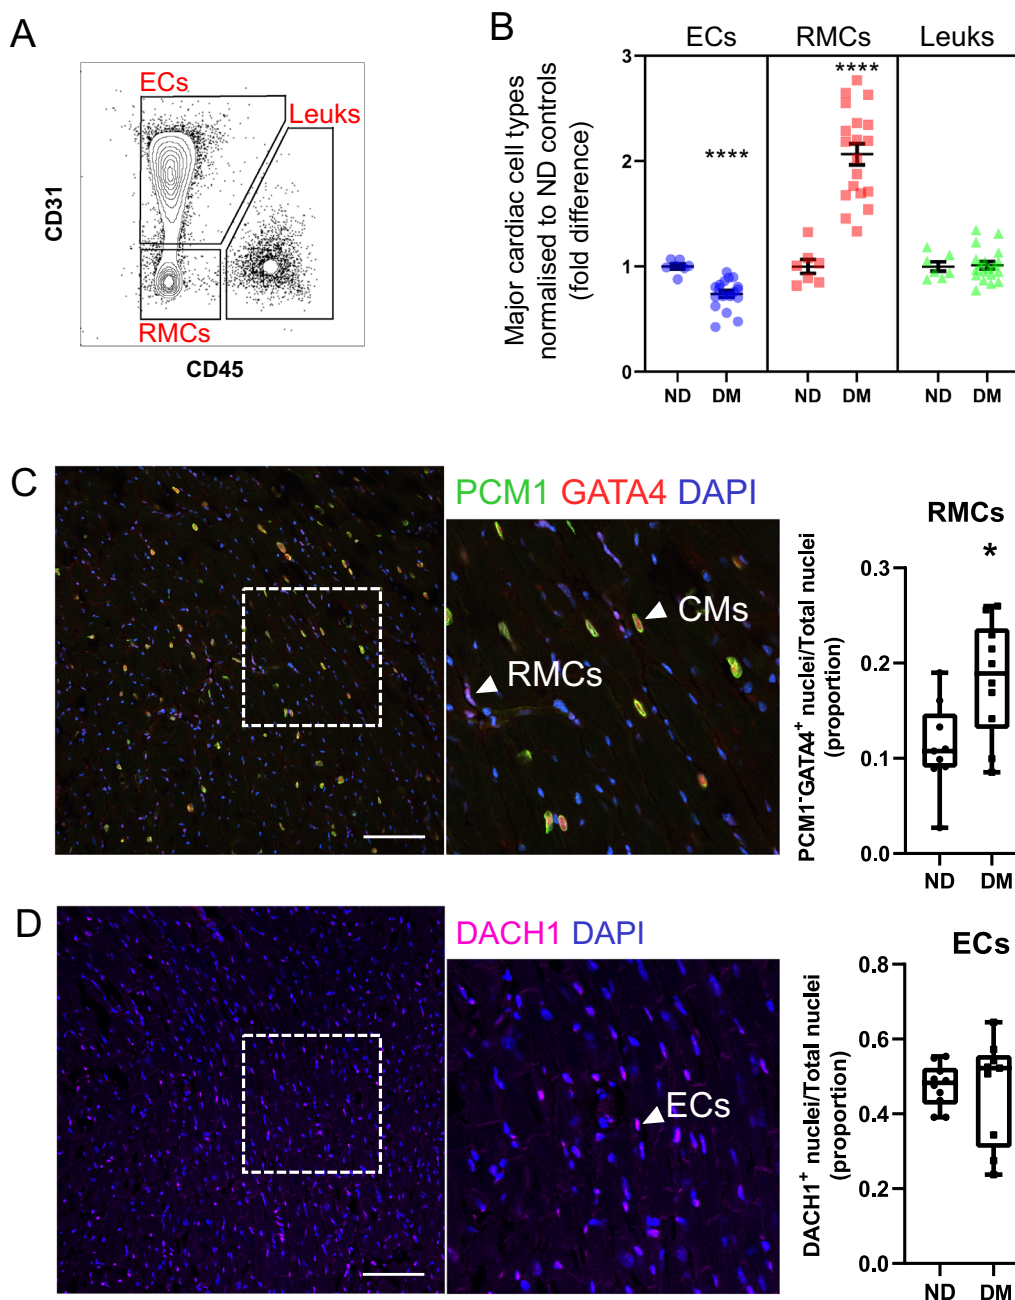 A
ECs
Leuks
RMCs
CD31
CD45
B
ECs RMCs Leuks
Major cardiac cell types
normalised to ND controls
(fold difference)
3
2
1
0
****
****
ND DM ND DM ND DM
C
PCM1 GATA4 DAPI
CMs
RMCs
RMCs
*
PCM1-GATA4+ nuclei/Total nuclei
(proportion)
0.3
0.2
0.1
0.0
ND DM
D
DACH1 DAPI
ECs
ECs
DACH1+ nuclei/Total nuclei
(proportion)
0.8
0.6
0.4
0.2
0.0
ND DM